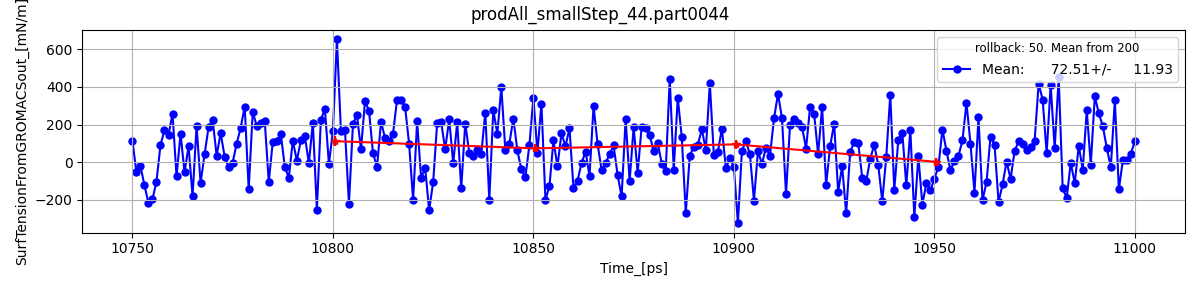 prodAll_smallStep_44.part0044
SurfTensionFromGROMACSout_[mN/m]
600
400
200
0
−200
rollback: 50. Mean from 200
Mean: 72.51+/- 11.93
10750 10800 10850 10900 10950 11000
Time_[ps]